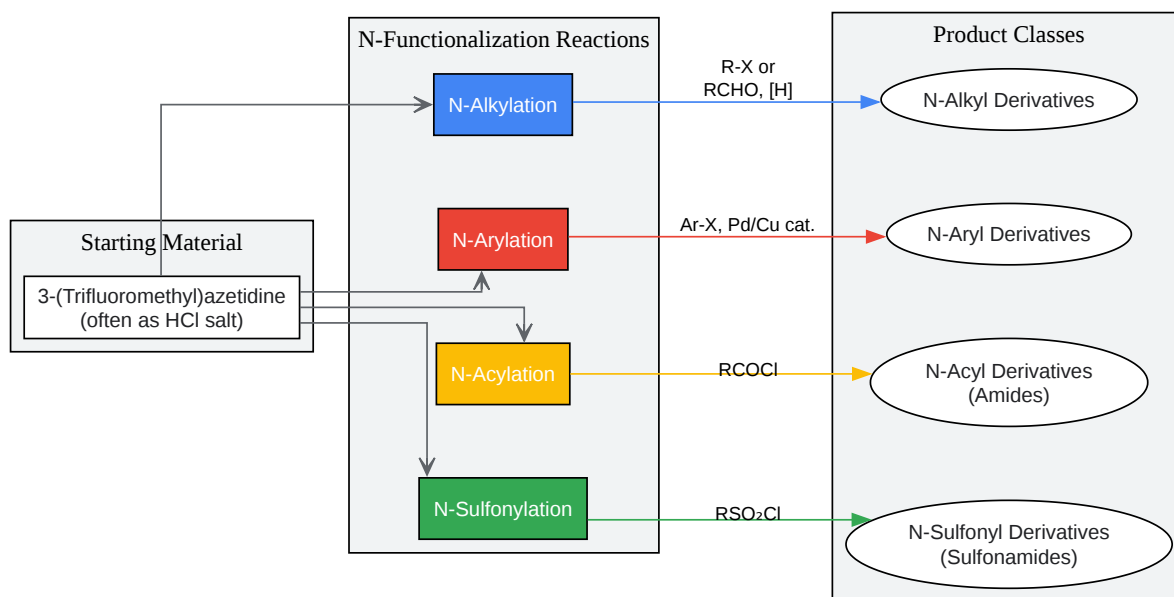 N-Functionalization Reactions
Product Classes
R-X or
RCHO, [H]
N-Alkylation
N-Alkyl Derivatives
Starting Material
3-(Trifluoromethyl)azetidine
(often as HCl salt)
N-Arylation
Ar-X, Pd/Cu cat.
N-Aryl Derivatives
N-Acylation
RCOCl
N-Acyl Derivatives
(Amides)
N-Sulfonylation
RSO₂Cl
N-Sulfonyl Derivatives
(Sulfonamides)